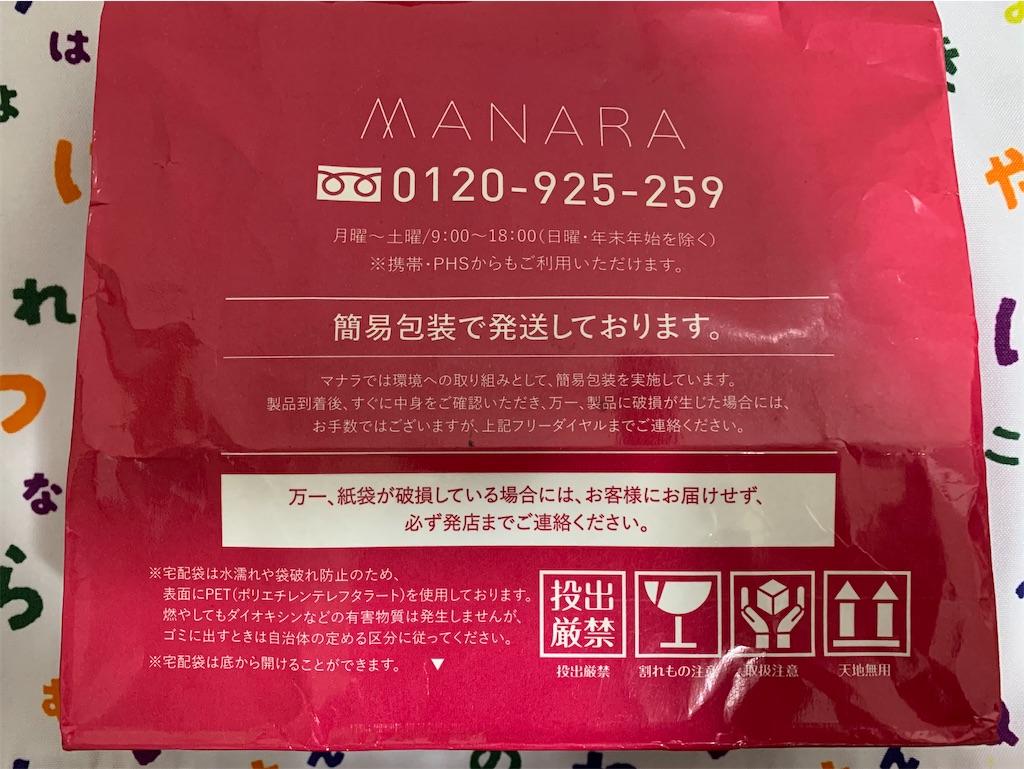 MANARA
0120-925-259
月曜～土曜/9:00～18:00(日曜・年末年始を除く)
※携帯・PHSからもご利用いただけます。
簡易包装で発送しております。
マナラでは環境への取り組みとして、簡易包装を実施しています。
製品到着後、すぐに中身をご確認いただき、万一、製品に破損が生じた場合には、
お手数ではございますが、上記フリーダイヤルまでご連絡ください。
万一、紙袋が破損している場合には、お客様にお届けせず、
必ず発店までご連絡ください。
※宅配袋は水濡れや袋破れ防止のため、
表面にPET(ポリエチレンテレフタラート)を使用しております。
燃やしてもダイオキシンなどの有害物質は発生しませんが、
ゴミに出すときは自治体の定める区分に従ってください。
※宅配袋は底から開けることができます。 ▼
投出
厳禁
投出厳禁
割れもの注意
取扱注意
天地無用
は
い
れ
つ
な
ら
や
し
こ
の